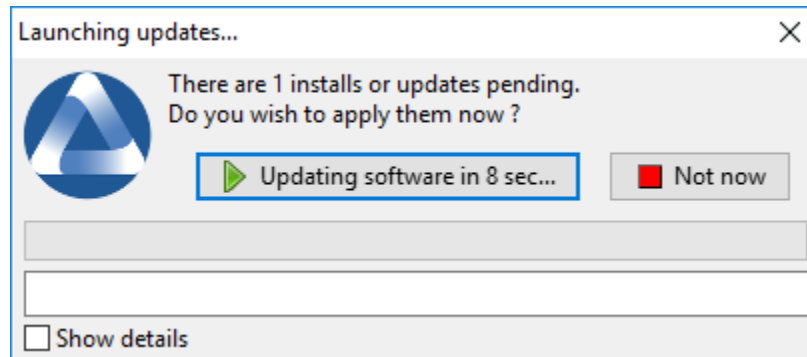 Launching updates...
There are 1 installs or updates pending.
Do you wish to apply them now ?
Updating software in 8 sec...
Not now
Show details